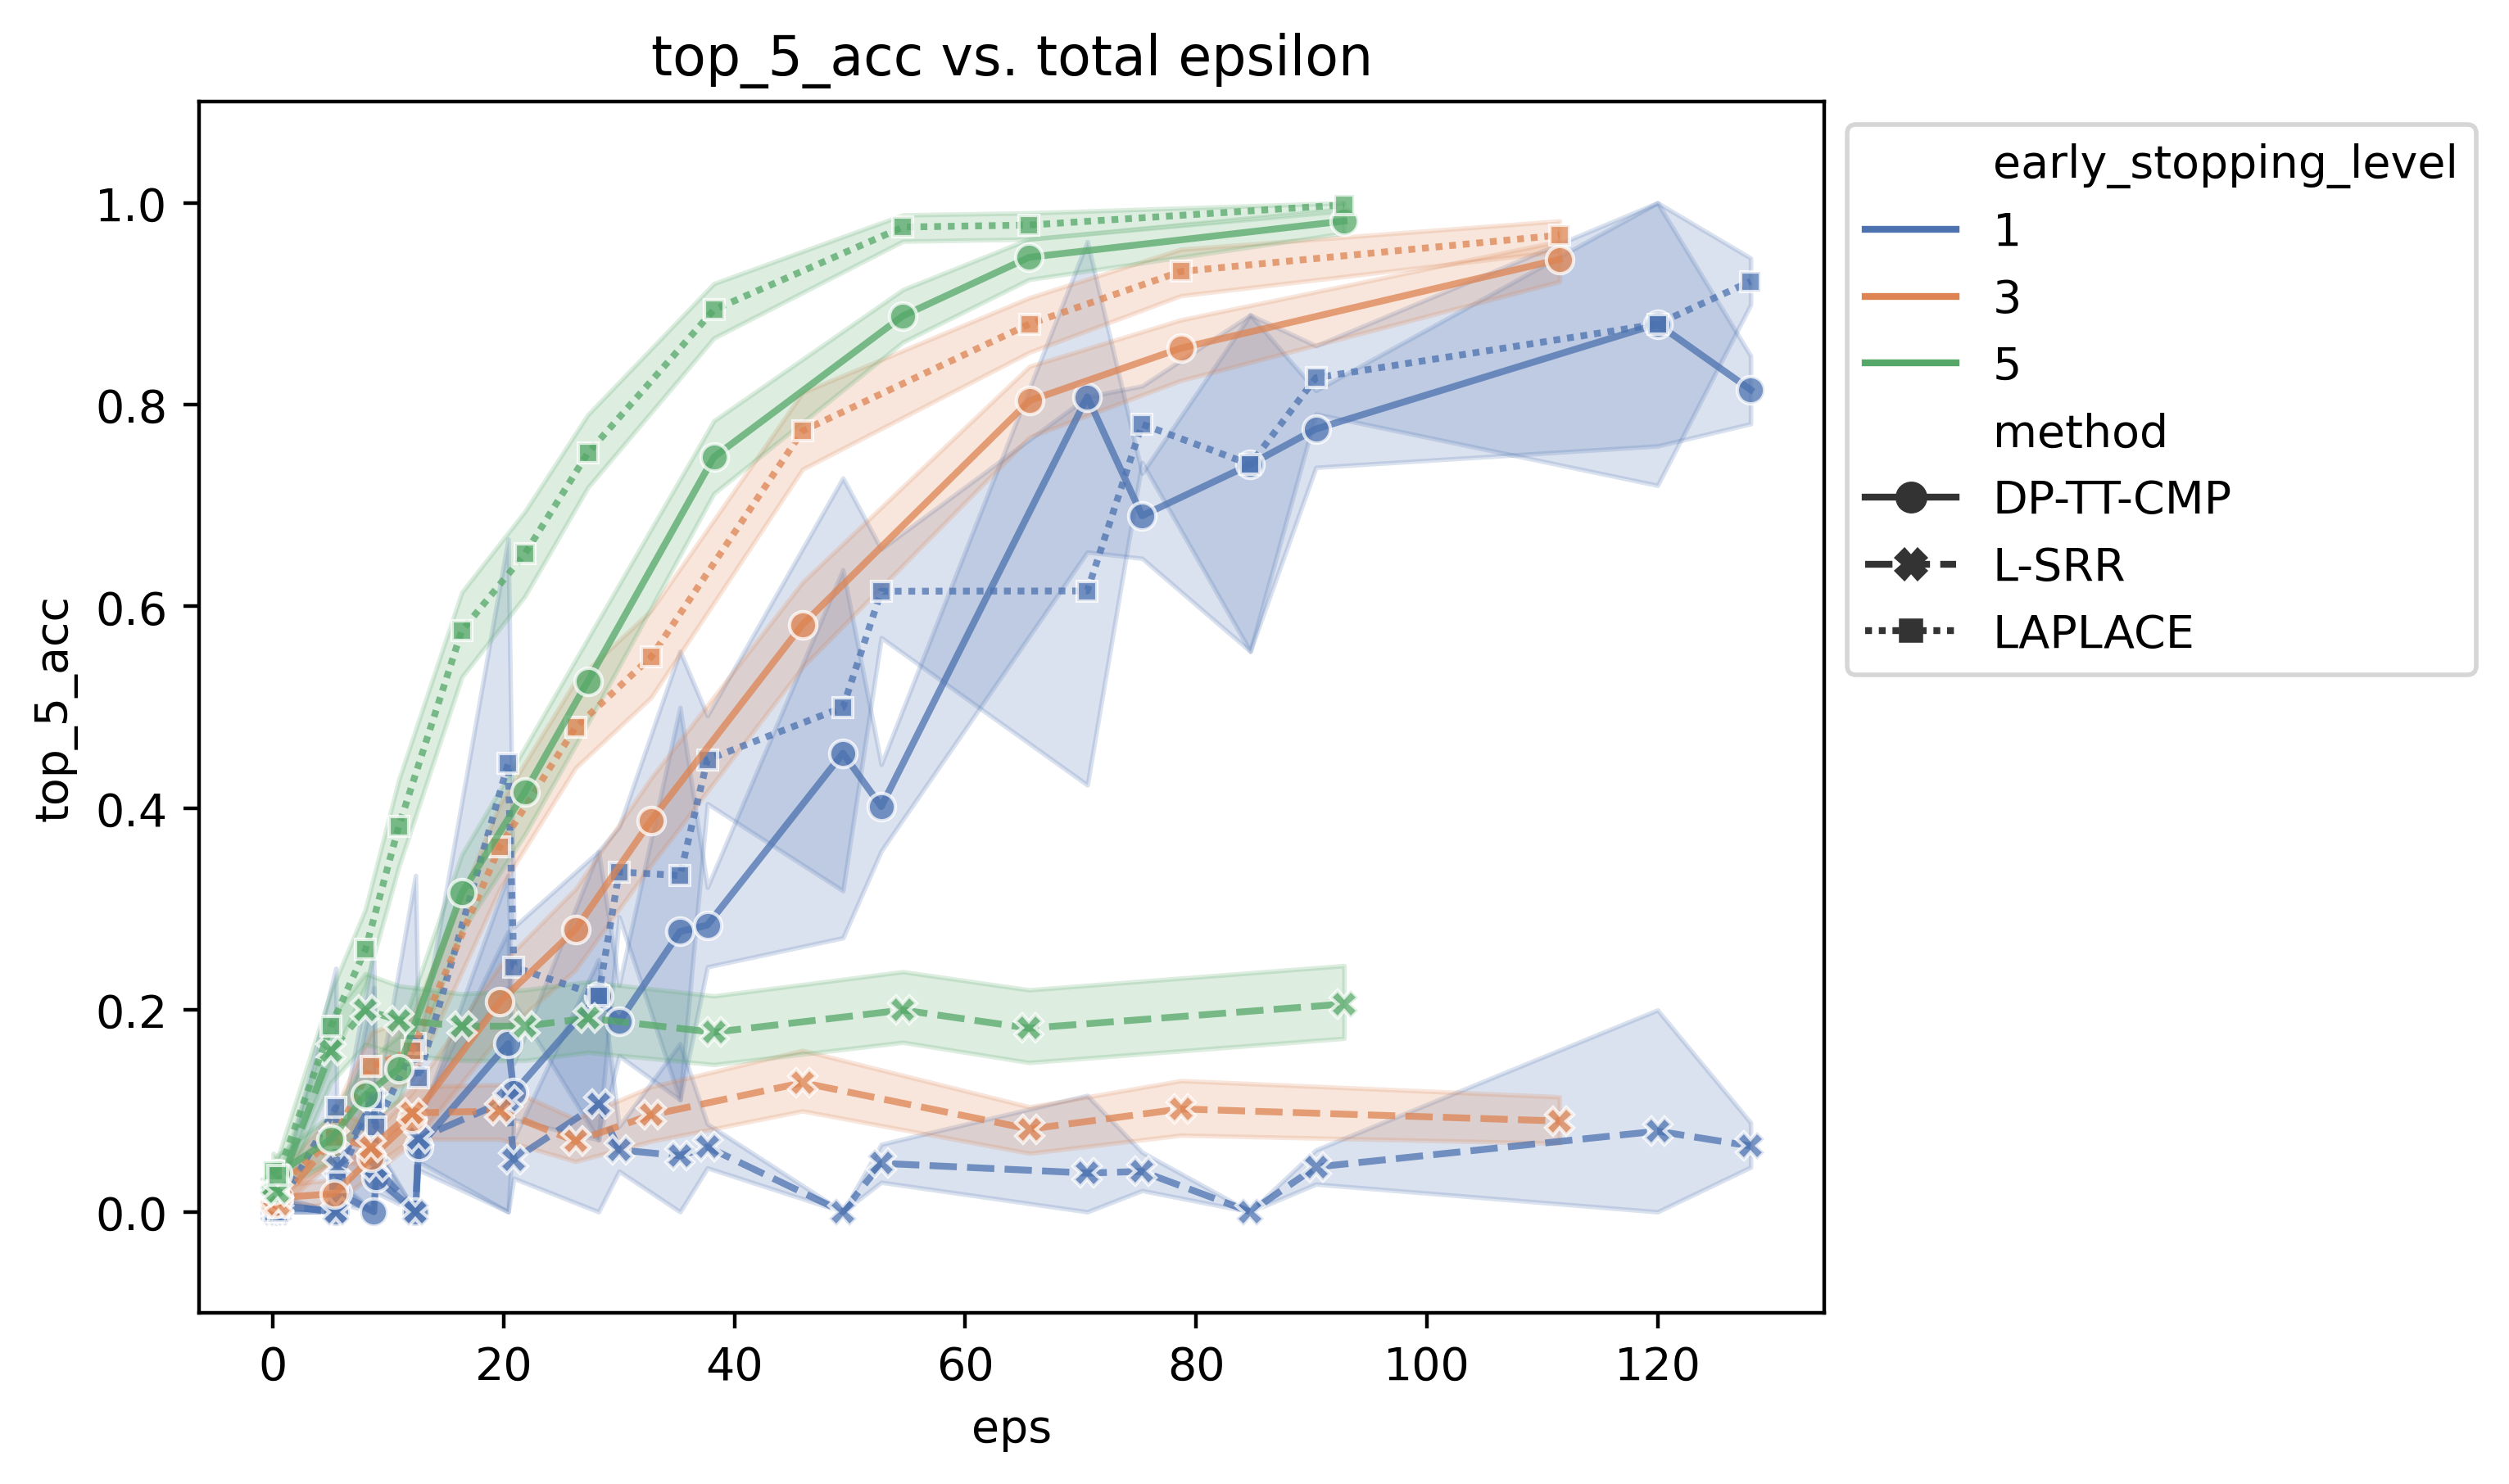 top_5_acc vs. total epsilon
top_5_acc
1.0
0.8
0.6
0.4
0.2
0.0
0 20 40 60 80 100 120
eps
early_stopping_level
1
3
5
method
DP-TT-CMP
L-SRR
LAPLACE